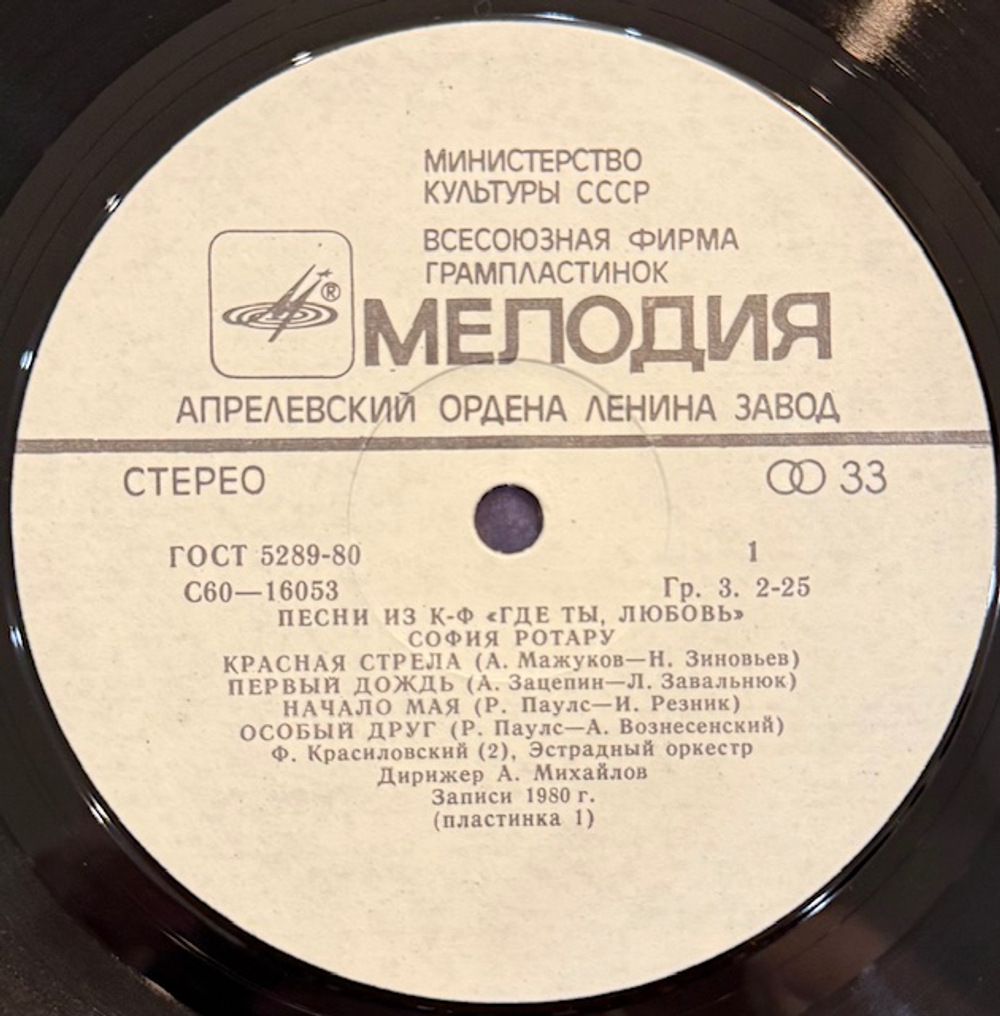 МИНИСТЕРСТВО
КУЛЬТУРЫ СССР
ВСЕСОЮЗНАЯ ФИРМА
ГРАМПЛАСТИНОК
®
МЕЛОДИЯ
АПРЕЛЕВСКИЙ ОРДЕНА ЛЕНИНА ЗАВОД
СТЕРЕО 33
ГОСТ 5289-80 1
С60—16053 Гр. 3. 2-25
ПЕСНИ ИЗ К-Ф «ГДЕ ТЫ, ЛЮБОВЬ»
СОФИЯ РОТАРУ
КРАСНАЯ СТРЕЛА (А. Мажуков—Н. Зиновьев)
ПЕРВЫЙ ДОЖДЬ (А. Зацепин—Л. Завальнюк)
НАЧАЛО МАЯ (Р. Паулс—И. Резник)
ОСОБЫЙ ДРУГ (Р. Паулс—А. Вознесенский)
Ф. Красиловский (2), Эстрадный оркестр
Дирижер А. Михайлов
Записи 1980 г.
(пластинка 1)